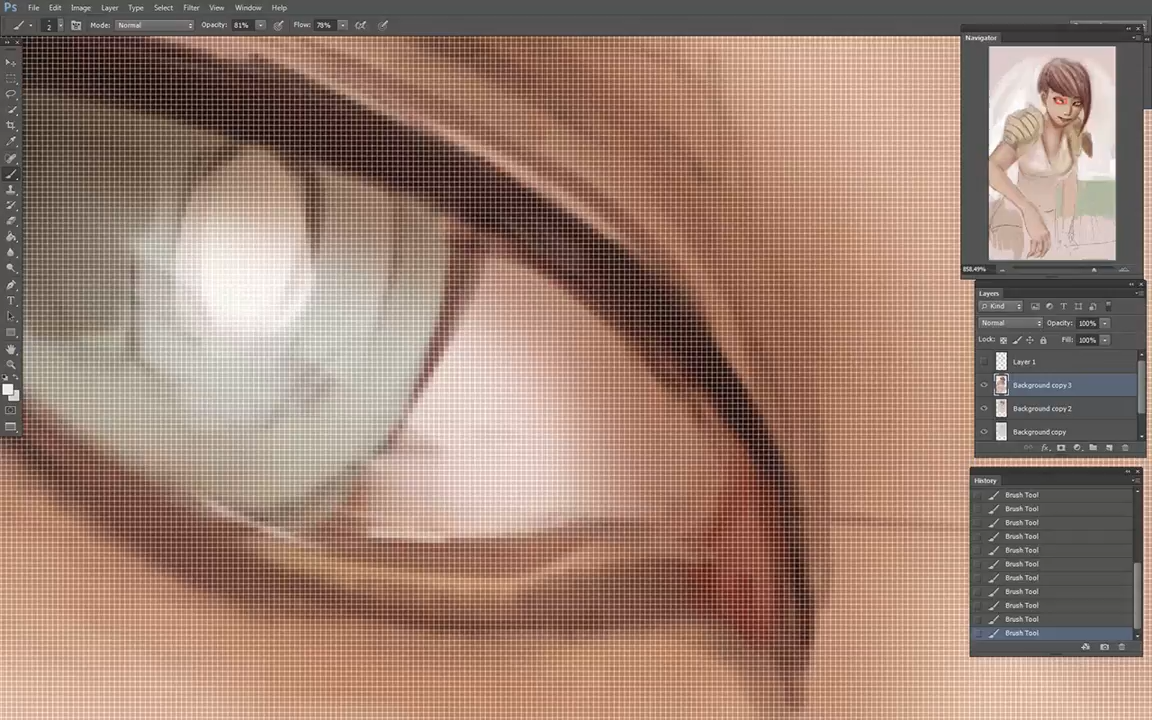 Ps File Edit Image Layer Type Select Filter View Window Help
2 Mode: Normal Opacity: 81% Flow: 78%
Navigator
858.49%
Layers
Kind
Normal Opacity: 100%
Lock: Fill: 100%
Layer 1
Background copy 3
Background copy 2
Background copy
History
Brush Tool
Brush Tool
Brush Tool
Brush Tool
Brush Tool
Brush Tool
Brush Tool
Brush Tool
Brush Tool
Brush Tool
Brush Tool